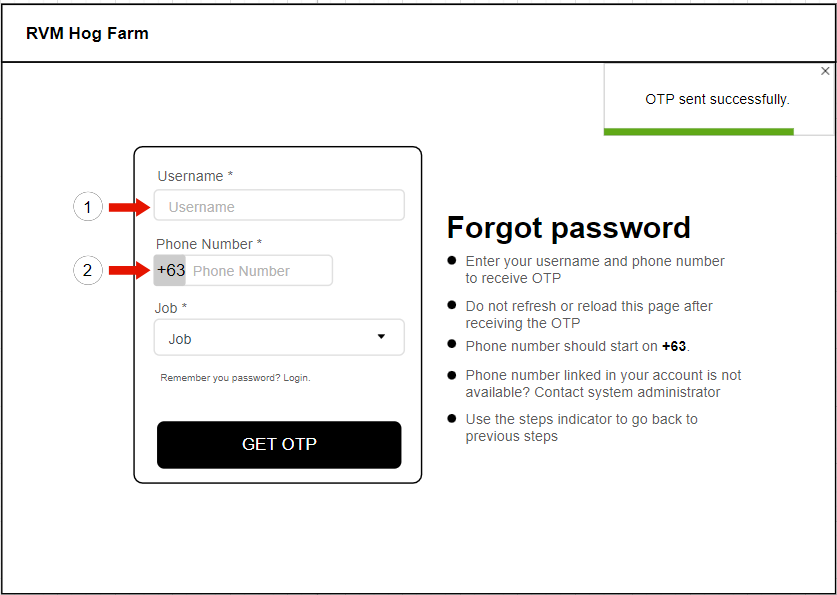 RVM Hog Farm
×
OTP sent successfully.
Username *
1
Username
Phone Number *
2
+63
Phone Number
Job *
Job
Remember you password? Login.
GET OTP
Forgot password
Enter your username and phone number
to receive OTP
Do not refresh or reload this page after
receiving the OTP
Phone number should start on +63.
Phone number linked in your account is not
available? Contact system administrator
Use the steps indicator to go back to
previous steps